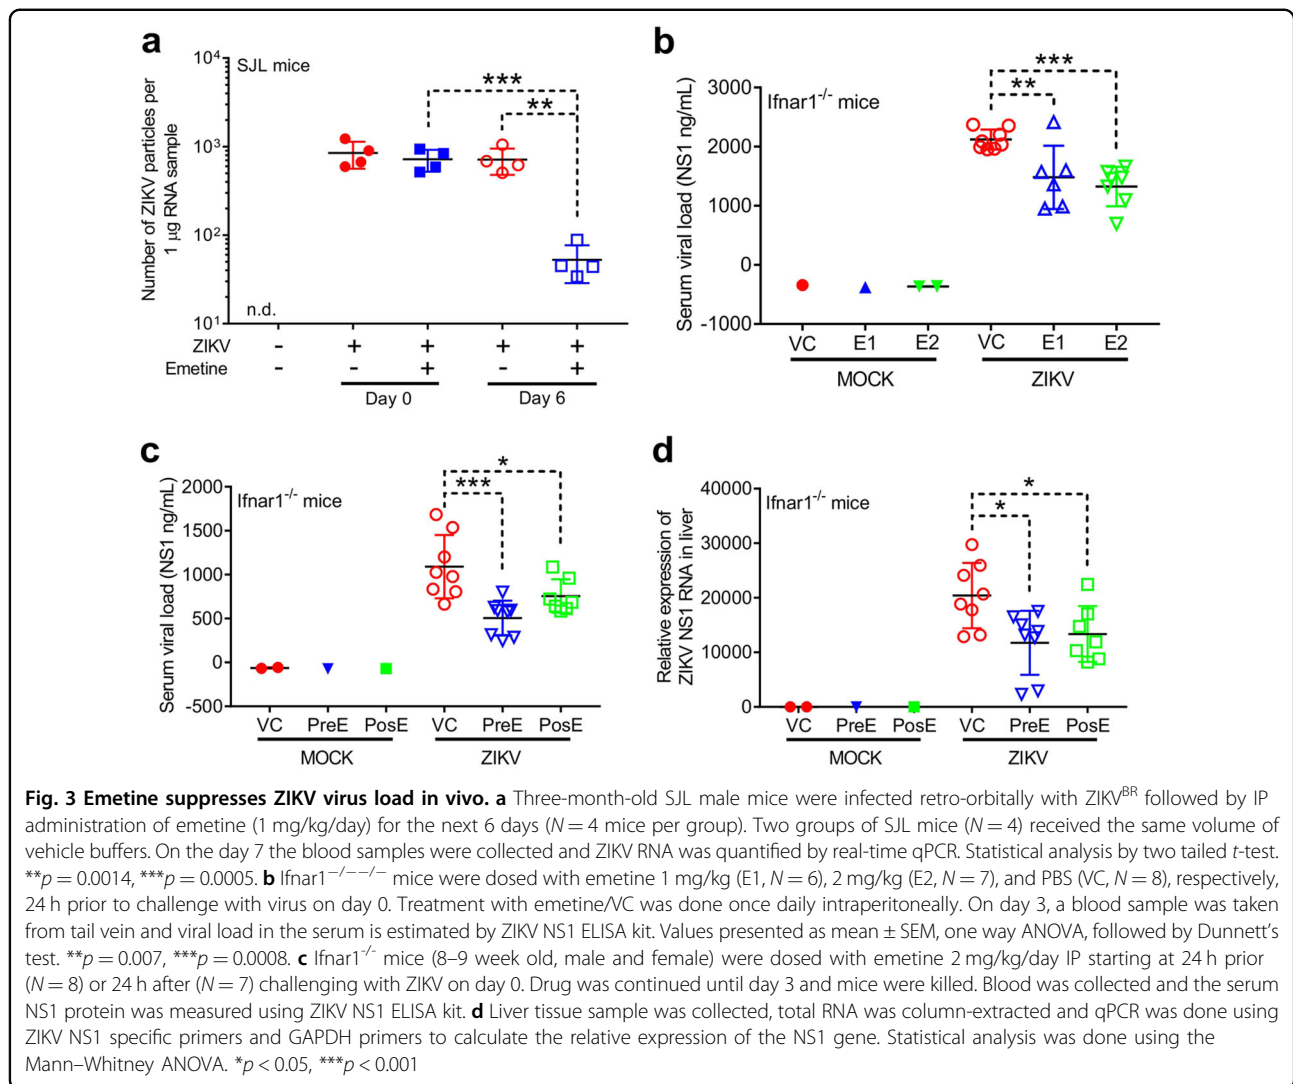 a
SJL mice
Number of ZIKV particles per
1 μg RNA sample
10⁴
10³
10²
10¹
***
**
n.d.
ZIKV - + + + +
Emetine - - + - +
Day 0 Day 6
b
Ifnar1-/- mice
Serum viral load (NS1 ng/mL)
3000
2000
1000
0
-1000
***
**
VC E1 E2 VC E1 E2
MOCK ZIKV
c
Ifnar1-/- mice
Serum viral load (NS1 ng/mL)
2000
1500
1000
500
0
-500
*
***
VC PreE PosE VC PreE PosE
MOCK ZIKV
d
Ifnar1-/- mice
Relative expression of
ZIKV NS1 RNA in liver
40000
30000
20000
10000
0
*
*
VC PreE PosE VC PreE PosE
MOCK ZIKV
Fig. 3 Emetine suppresses ZIKV virus load in vivo. a Three-month-old SJL male mice were infected retro-orbitally with ZIKVBR followed by IP
administration of emetine (1 mg/kg/day) for the next 6 days (N = 4 mice per group). Two groups of SJL mice (N = 4) received the same volume of
vehicle buffers. On the day 7 the blood samples were collected and ZIKV RNA was quantified by real-time qPCR. Statistical analysis by two tailed t-test.
**p = 0.0014, ***p = 0.0005. b Ifnar1−/−−/− mice were dosed with emetine 1 mg/kg (E1, N = 6), 2 mg/kg (E2, N = 7), and PBS (VC, N = 8), respectively,
24 h prior to challenge with virus on day 0. Treatment with emetine/VC was done once daily intraperitoneally. On day 3, a blood sample was taken
from tail vein and viral load in the serum is estimated by ZIKV NS1 ELISA kit. Values presented as mean ± SEM, one way ANOVA, followed by Dunnett's
test. **p = 0.007, ***p = 0.0008. c Ifnar1-/- mice (8–9 week old, male and female) were dosed with emetine 2 mg/kg/day IP starting at 24 h prior
(N = 8) or 24 h after (N = 7) challenging with ZIKV on day 0. Drug was continued until day 3 and mice were killed. Blood was collected and the serum
NS1 protein was measured using ZIKV NS1 ELISA kit. d Liver tissue sample was collected, total RNA was column-extracted and qPCR was done using
ZIKV NS1 specific primers and GAPDH primers to calculate the relative expression of the NS1 gene. Statistical analysis was done using the
Mann–Whitney ANOVA. *p < 0.05, ***p < 0.001